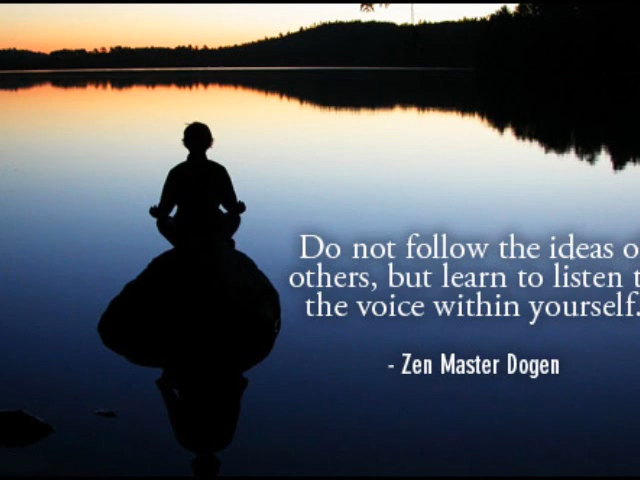 Do not follow the ideas o
others, but learn to listen t
the voice within yourself.
- Zen Master Dogen